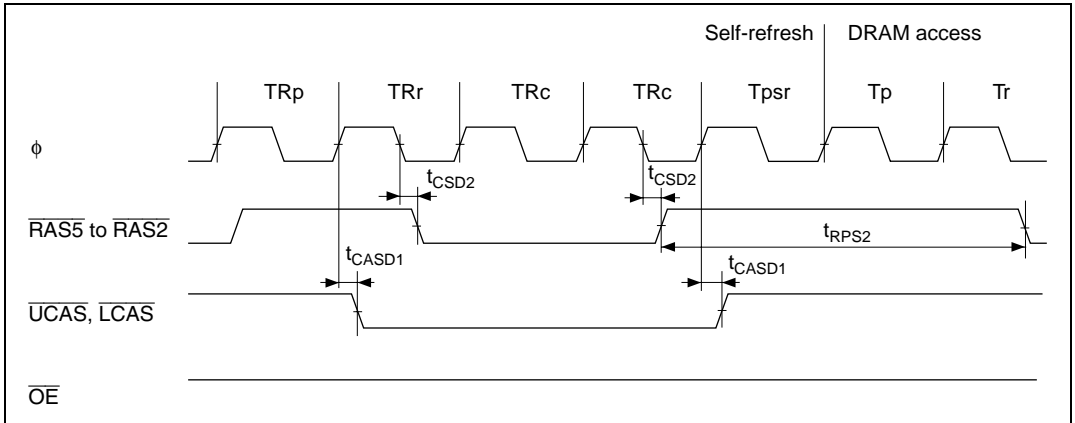 Self-refresh DRAM access
TRp TRr TRc TRc Tpsr Tp Tr
ϕ
tCSD2 tCSD2
RAS5 to RAS2
tRPS2
tCASD1 tCASD1
UCAS, LCAS
OE